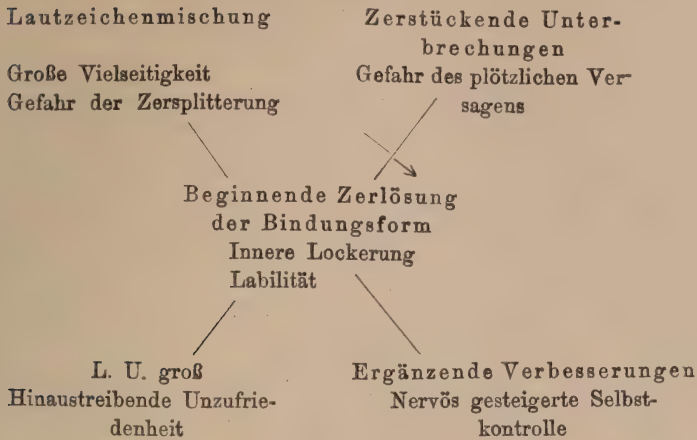 Lautzeichenmischung
Große Vielseitigkeit
Gefahr der Zersplitterung
Zerstückende Unter-
brechungen
Gefahr des plötzlichen Ver-
sagens
Beginnende Zerlösung
der Bindungsform
Innere Lockerung
Labilität
L. U. groß
Hinaustreibende Unzufrie-
denheit
Ergänzende Verbesserungen
Nervös gesteigerte Selbst-
kontrolle